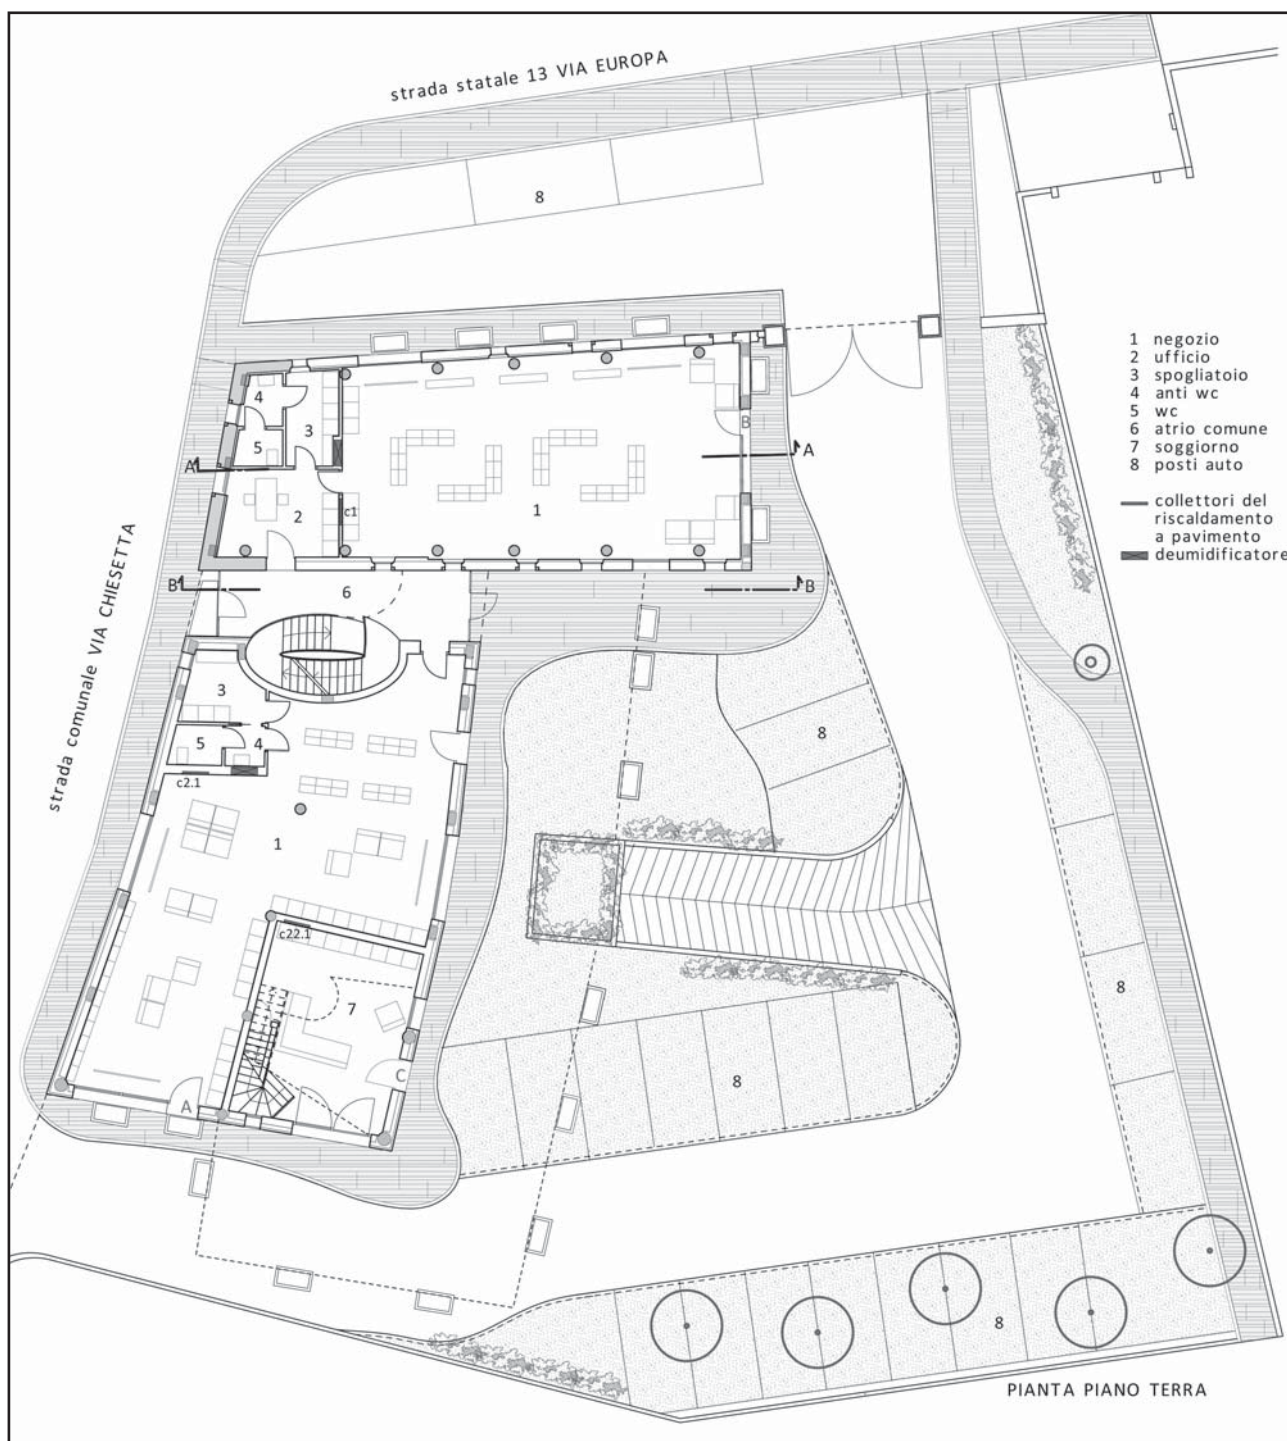 strada statale 13 VIA EUROPA
8
1 negozio
2 ufficio
3 spogliatoio
4 anti wc
5 wc
6 atrio comune
7 soggiorno
8 posti auto
collettori del
riscaldamento
a pavimento
deumidificatore
4
3
5
B
A
A
2
c1
1
B
6
B
strada comunale VIA CHIESETTA
3
5
4
8
c2.1
1
c22.1
7
8
8
C
A
8
PIANTA PIANO TERRA